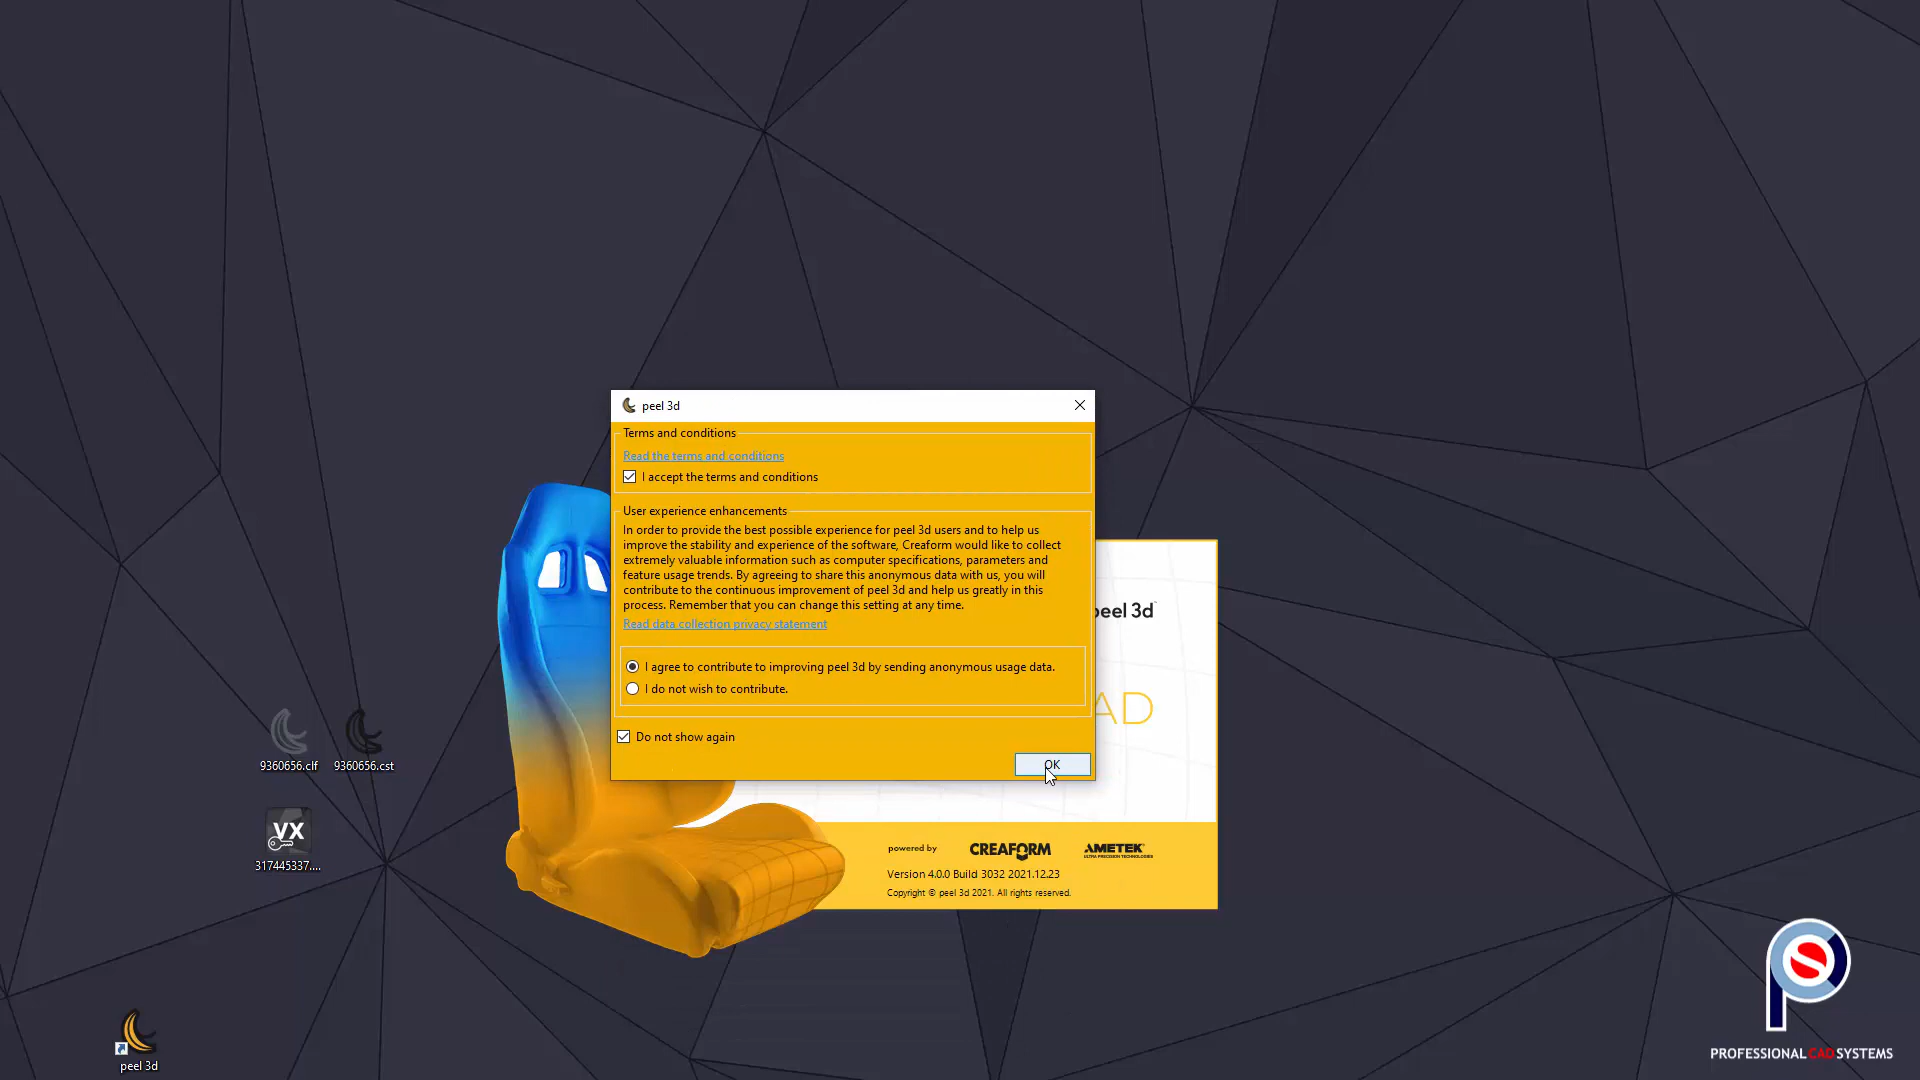 peel 3d
Terms and conditions
Read the terms and conditions
I accept the terms and conditions
User experience enhancements
In order to provide the best possible experience for peel 3d users and to help us
improve the stability and experience of the software, Creaform would like to collect
extremely valuable information such as computer specifications, parameters and
feature usage trends. By agreeing to share this anonymous data with us, you will
contribute to the continuous improvement of peel 3d and help us greatly in this
process. Remember that you can change this setting at any time.
Read data collection privacy statement
I agree to contribute to improving peel 3d by sending anonymous usage data.
I do not wish to contribute.
Do not show again
OK
peel 3d
AD
powered by CREAFORM AMETEK
ULTRA PRECISION TECHNOLOGIES
Version 4.0.0 Build 3032 2021.12.23
Copyright © peel 3d 2021. All rights reserved.
9360656.clf
9360656.cst
VX
317445337....
peel 3d
PROFESSIONAL CAD SYSTEMS